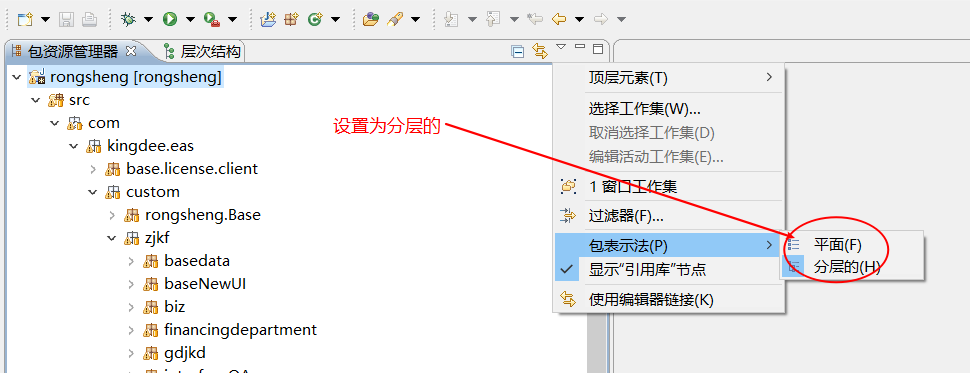 包资源管理器
层次结构
rongsheng [rongsheng]
src
com
kingdee.eas
base.license.client
custom
rongsheng.Base
zjkf
basedata
baseNewUI
biz
financingdepartment
gdjkd
设置为分层的
顶层元素(T)
选择工作集(W)...
取消选择工作集(D)
编辑活动工作集(E)...
1 窗口工作集
过滤器(F)...
包表示法(P)
显示“引用库”节点
使用编辑器链接(K)
平面(F)
分层的(H)